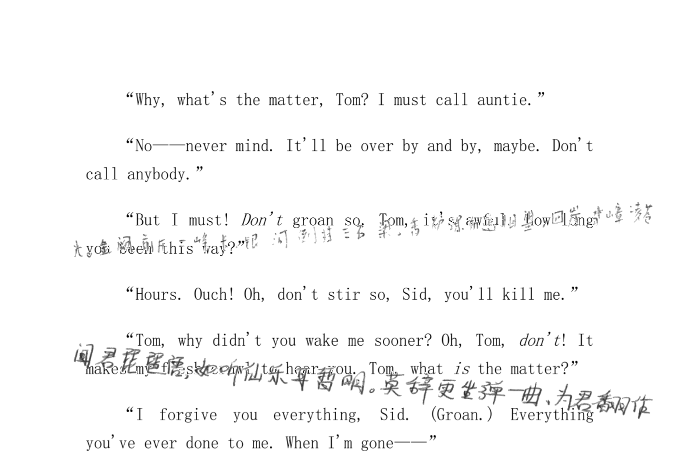 “Why, what's the matter, Tom? I must call auntie.”
“No——never mind. It'll be over by and by, maybe. Don't
call anybody.”
“But I must! Don't groan so, Tom, it's awful! How long
you been this way?”
“Hours. Ouch! Oh, don't stir so, Sid, you'll kill me.”
“Tom, why didn't you wake me sooner? Oh, Tom, don't! It
闻君琵琶语，如听仙乐耳暂明。莫辞更坐弹一曲、为君翻作
makes my flesh crawl to hear you. Tom, what is the matter?”
“I forgive you everything, Sid. (Groan.) Everything
you've ever done to me. When I'm gone——”